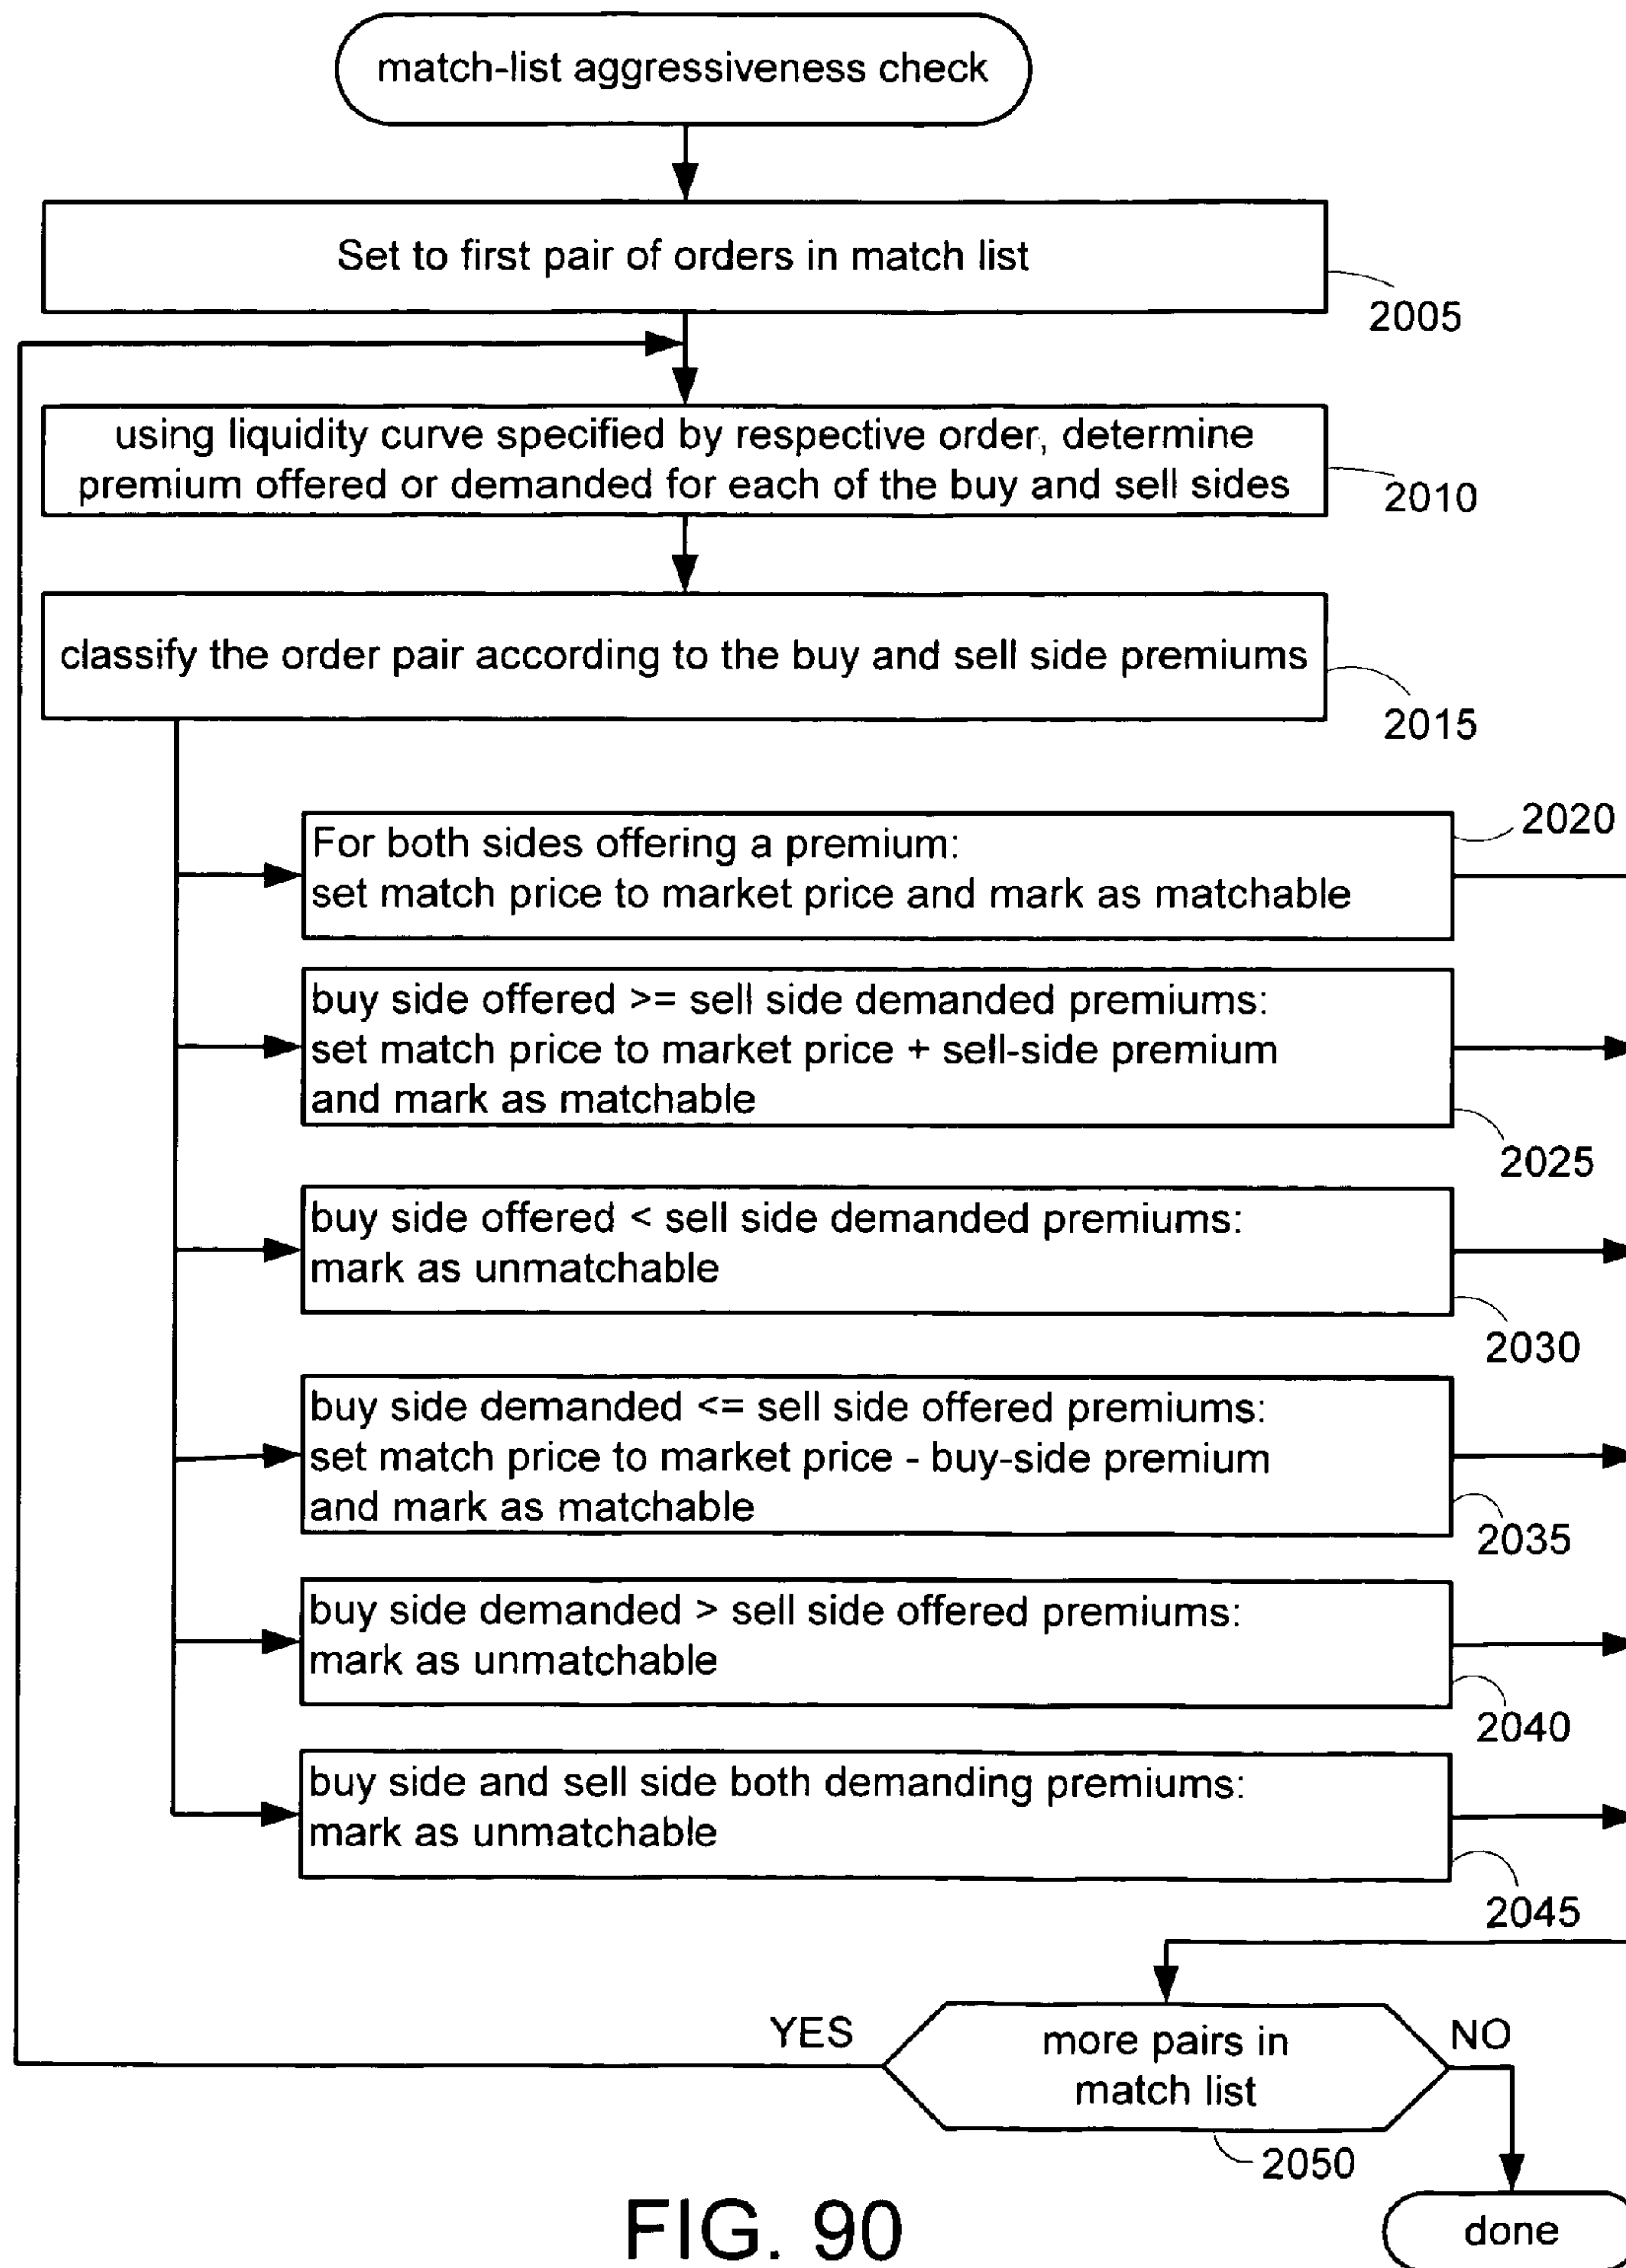 match-list aggressiveness check
Set to first pair of orders in match list
2005
using liquidity curve specified by respective order, determine
premium offered or demanded for each of the buy and sell sides
2010
classify the order pair according to the buy and sell side premiums
2015
For both sides offering a premium:
set match price to market price and mark as matchable
2020
buy side offered >= sell side demanded premiums:
set match price to market price + sell-side premium
and mark as matchable
2025
buy side offered < sell side demanded premiums:
mark as unmatchable
2030
buy side demanded <= sell side offered premiums:
set match price to market price - buy-side premium
and mark as matchable
2035
buy side demanded > sell side offered premiums:
mark as unmatchable
2040
buy side and sell side both demanding premiums:
mark as unmatchable
2045
YES
more pairs in
match list
NO
2050
done
FIG. 90